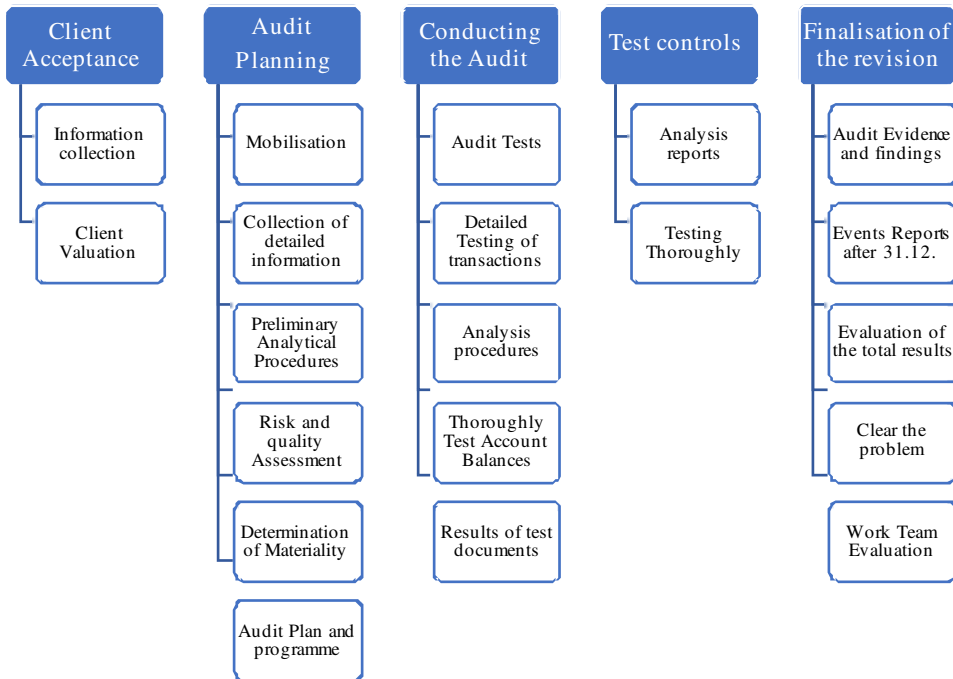 Client
Acceptance
Information
collection
Client
Valuation
Audit
Planning
Mobilisation
Collection of
detailed
information
Preliminary
Analytical
Procedures
Risk and
quality
Assessment
Determination
of Materiality
Audit Plan and
programme
Conducting
the Audit
Audit Tests
Detailed
Testing of
transactions
Analysis
procedures
Thoroughly
Test Account
Balances
Results of test
documents
Test controls
Analysis
reports
Testing
Thoroughly
Finalisation of
the revision
Audit Evidence
and findings
Events Reports
after 31.12.
Evaluation of
the total results
Clear the
problem
Work Team
Evaluation